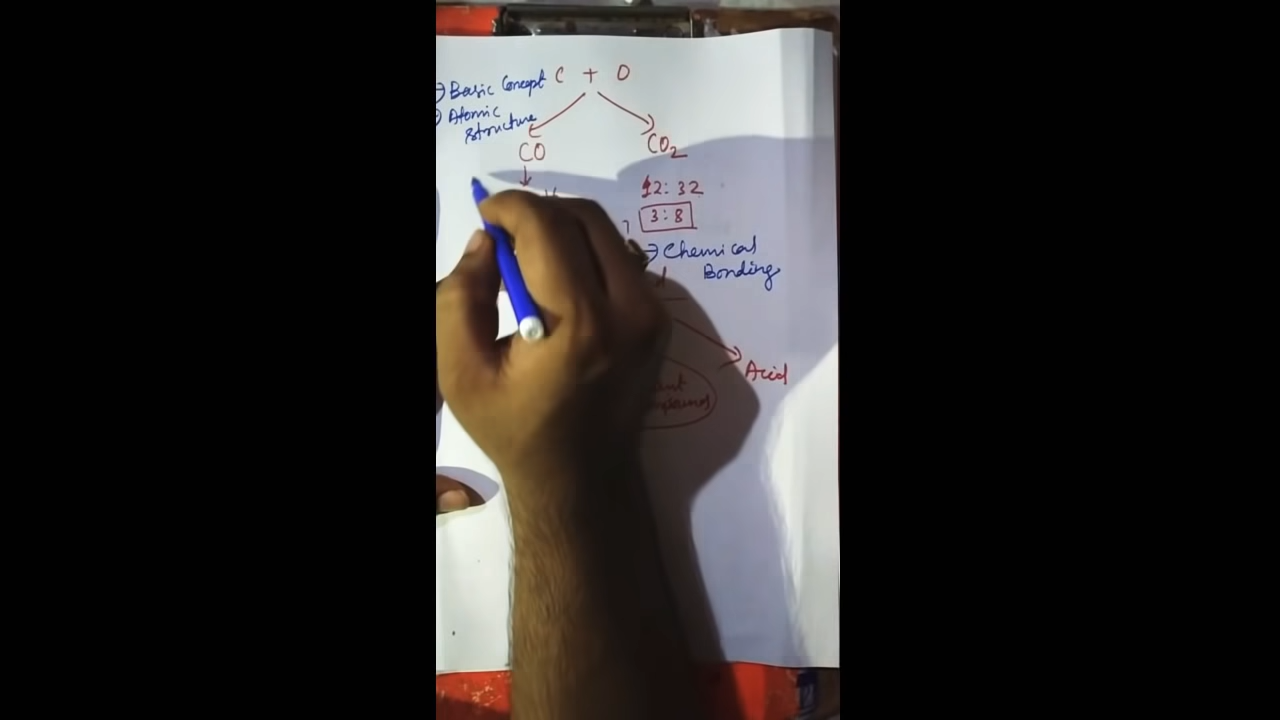 C + O
→ Basic Concept
→ Atomic
structure
CO
CO2
12: 32
3:8
→ Chemical
Bonding
Acid